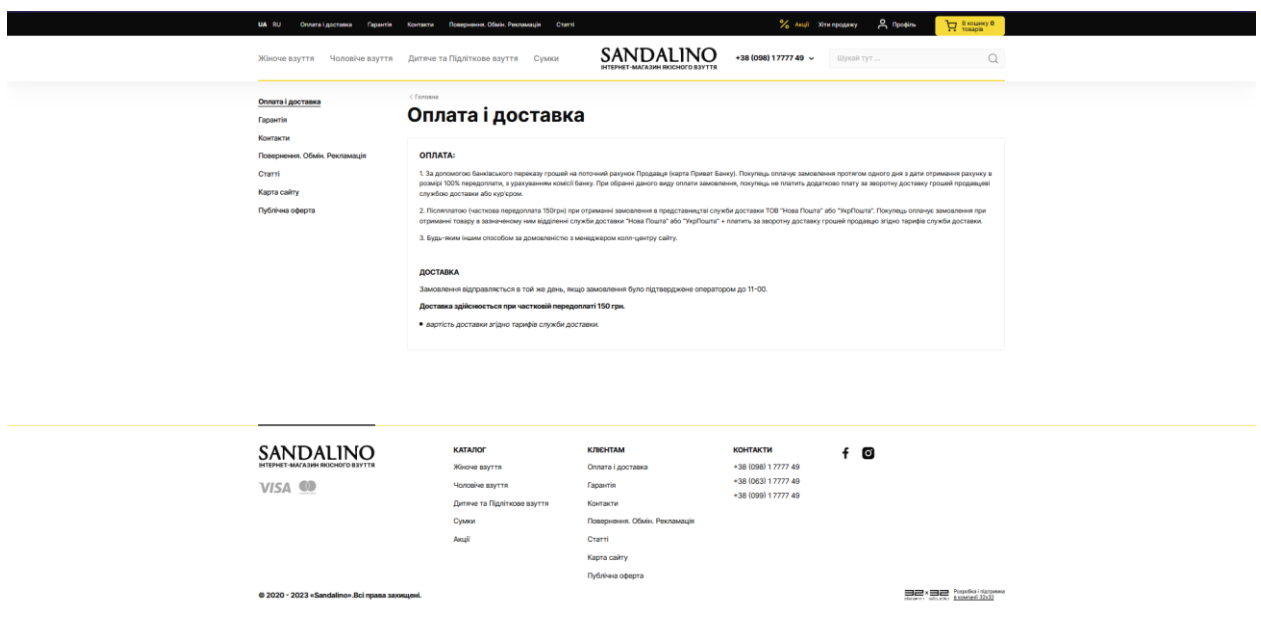 UA RU Оплата і доставка Гарантія Контакти Повернення. Обмін. Рекламація Статті
Акції Хіти продажу Профіль В кошику 0
товарів
Жіноче взуття Чоловіче взуття Дитяче та Підліткове взуття Сумки
SANDALINO
ІНТЕРНЕТ-МАГАЗИН ЯКІСНОГО ВЗУТТЯ
+38 (098) 1 7777 49
Шукай тут ...
Оплата і доставка
Гарантія
Контакти
Повернення. Обмін. Рекламація
Статті
Карта сайту
Публічна оферта
< Головна
Оплата і доставка
ОПЛАТА:
1. За допомогою банківського переказу грошей на поточний рахунок Продавця (карта Приват Банку). Покупець оплачує замовлення протягом одного дня з дати отримання рахунку в
розмірі 100% передоплати, з урахуванням комісії банку. При обранні даного виду оплати замовлення, покупець не платить додатково плату за зворотну доставку грошей продавцеві
службою доставки або кур'єром.
2. Післяплатою (часткова передоплата 150грн) при отриманні замовлення в представництві служби доставки ТОВ "Нова Пошта" або "УкрПошта". Покупець оплачує замовлення при
отриманні товару в зазначеному ним відділенні служби доставки "Нова Пошта" або "УкрПошта" + платить за зворотну доставку грошей продавцю згідно тарифів служби доставки.
3. Будь-яким іншим способом за домовленістю з менеджером колл-центру сайту.
ДОСТАВКА
Замовлення відправляється в той же день, якщо замовлення було підтверджене оператором до 11-00.
Доставка здійснюється при частковій передоплаті 150 грн.
▪ вартість доставки згідно тарифів служби доставки.
SANDALINO
ІНТЕРНЕТ-МАГАЗИН ЯКІСНОГО ВЗУТТЯ
VISA
КАТАЛОГ
Жіноче взуття
Чоловіче взуття
Дитяче та Підліткове взуття
Сумки
Акції
КЛІЄНТАМ
Оплата і доставка
Гарантія
Контакти
Повернення. Обмін. Рекламація
Статті
Карта сайту
Публічна оферта
КОНТАКТИ
+38 (098) 1 7777 49
+38 (063) 1 7777 49
+38 (099) 1 7777 49
© 2020 - 2023 «Sandalino».Всі права захищені.
32×32
Розробка і підтримка
в компанії 32x32